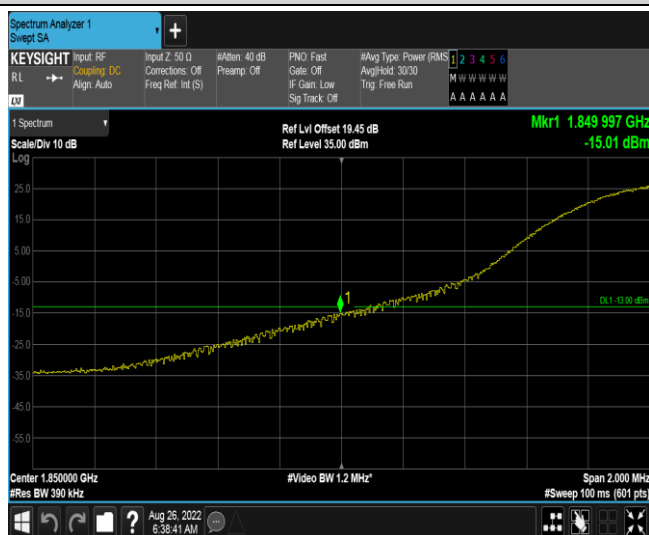 Spectrum Analyzer 1
Swept SA
+
KEYSIGHT
RL
LXI
Input: RF
Coupling: DC
Align: Auto
Input Z: 50 Ω
Corrections: Off
Freq Ref: Int (S)
#Atten: 40 dB
Preamp: Off
PNO: Fast
Gate: Off
IF Gain: Low
Sig Track: Off
#Avg Type: Power (RMS
Avg|Hold: 30/30
Trig: Free Run
1 2 3 4 5 6
M W W W W W
A A A A A A
1 Spectrum
Scale/Div 10 dB
Log
Ref Lvl Offset 19.45 dB
Ref Level 35.00 dBm
Mkr1 1.849 997 GHz
-15.01 dBm
25.0
15.0
5.00
-5.00
1
DL1 -13.00 dBm
-15.0
-25.0
-35.0
-45.0
-55.0
Center 1.850000 GHz
#Res BW 390 kHz
#Video BW 1.2 MHz*
Span 2.000 MHz
#Sweep 100 ms (601 pts)
?
Aug 26, 2022
6:38:41 AM